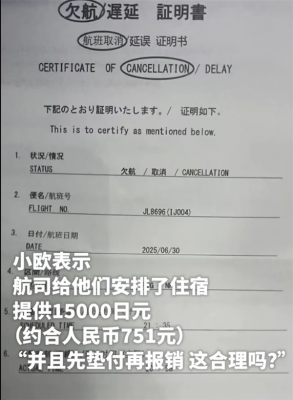 欠航/遅延 証明書
航班取消/延误 证明书
CERTIFICATE OF CANCELLATION / DELAY
下記のとおり証明いたします。/ 证明如下。
This is to certify as mentioned below.
1. 状況/情况
STATUS 欠航 / 取消 / CANCELLATION
2. 便名/航班号
FLIGHT NO. JL8696(IJ004)
3. 日付/航班日期
DATE 2025/06/30
小欧表示
航司给他们安排了住宿
提供15000日元
(约合人民币751元)
“并且先垫付再报销 这合理吗?”